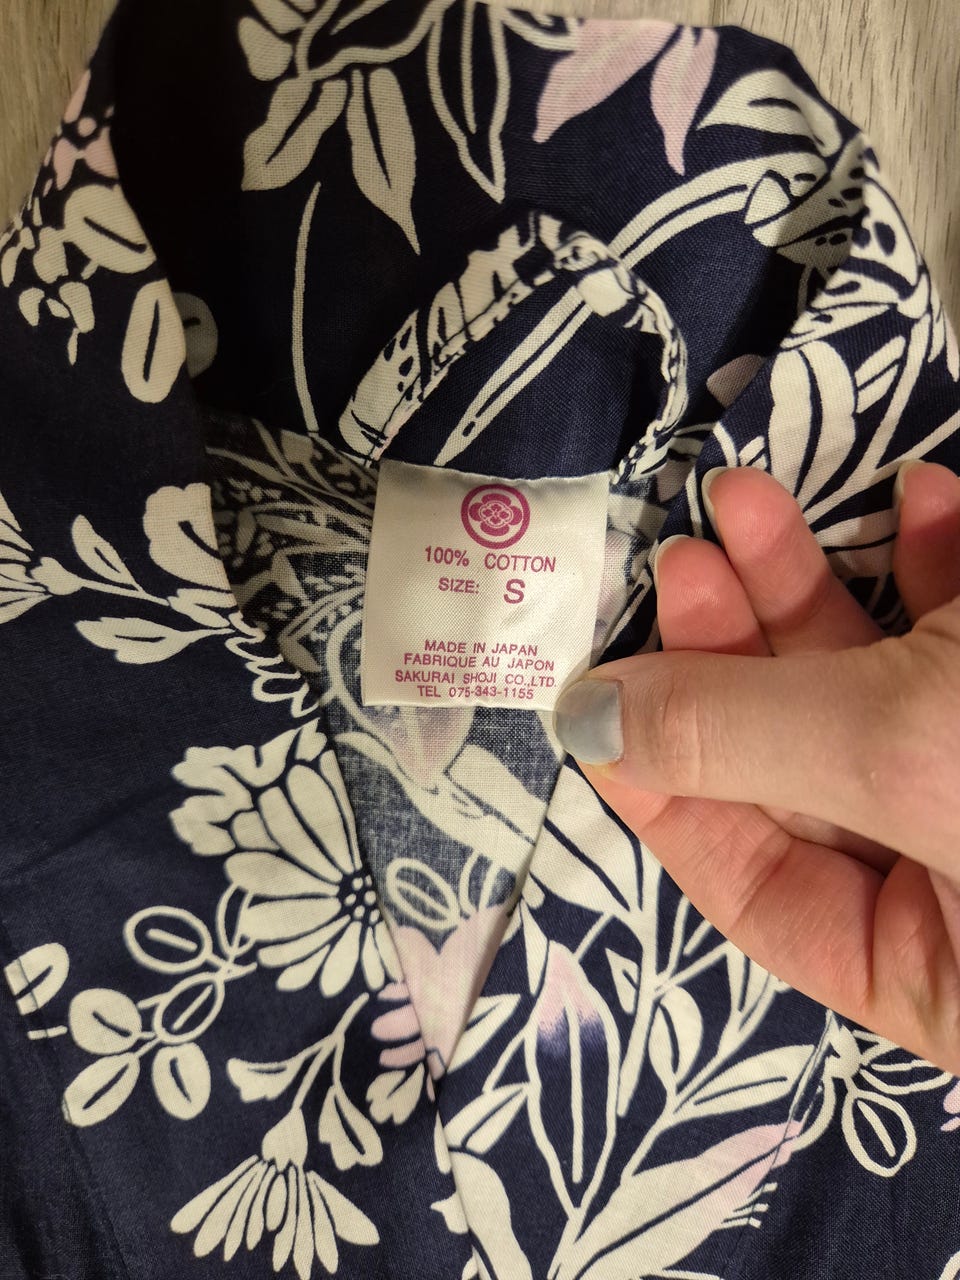 100% COTTON
SIZE: S
MADE IN JAPAN
FABRIQUE AU JAPON
SAKURAI SHOJI CO.,LTD.
TEL 075-343-1155